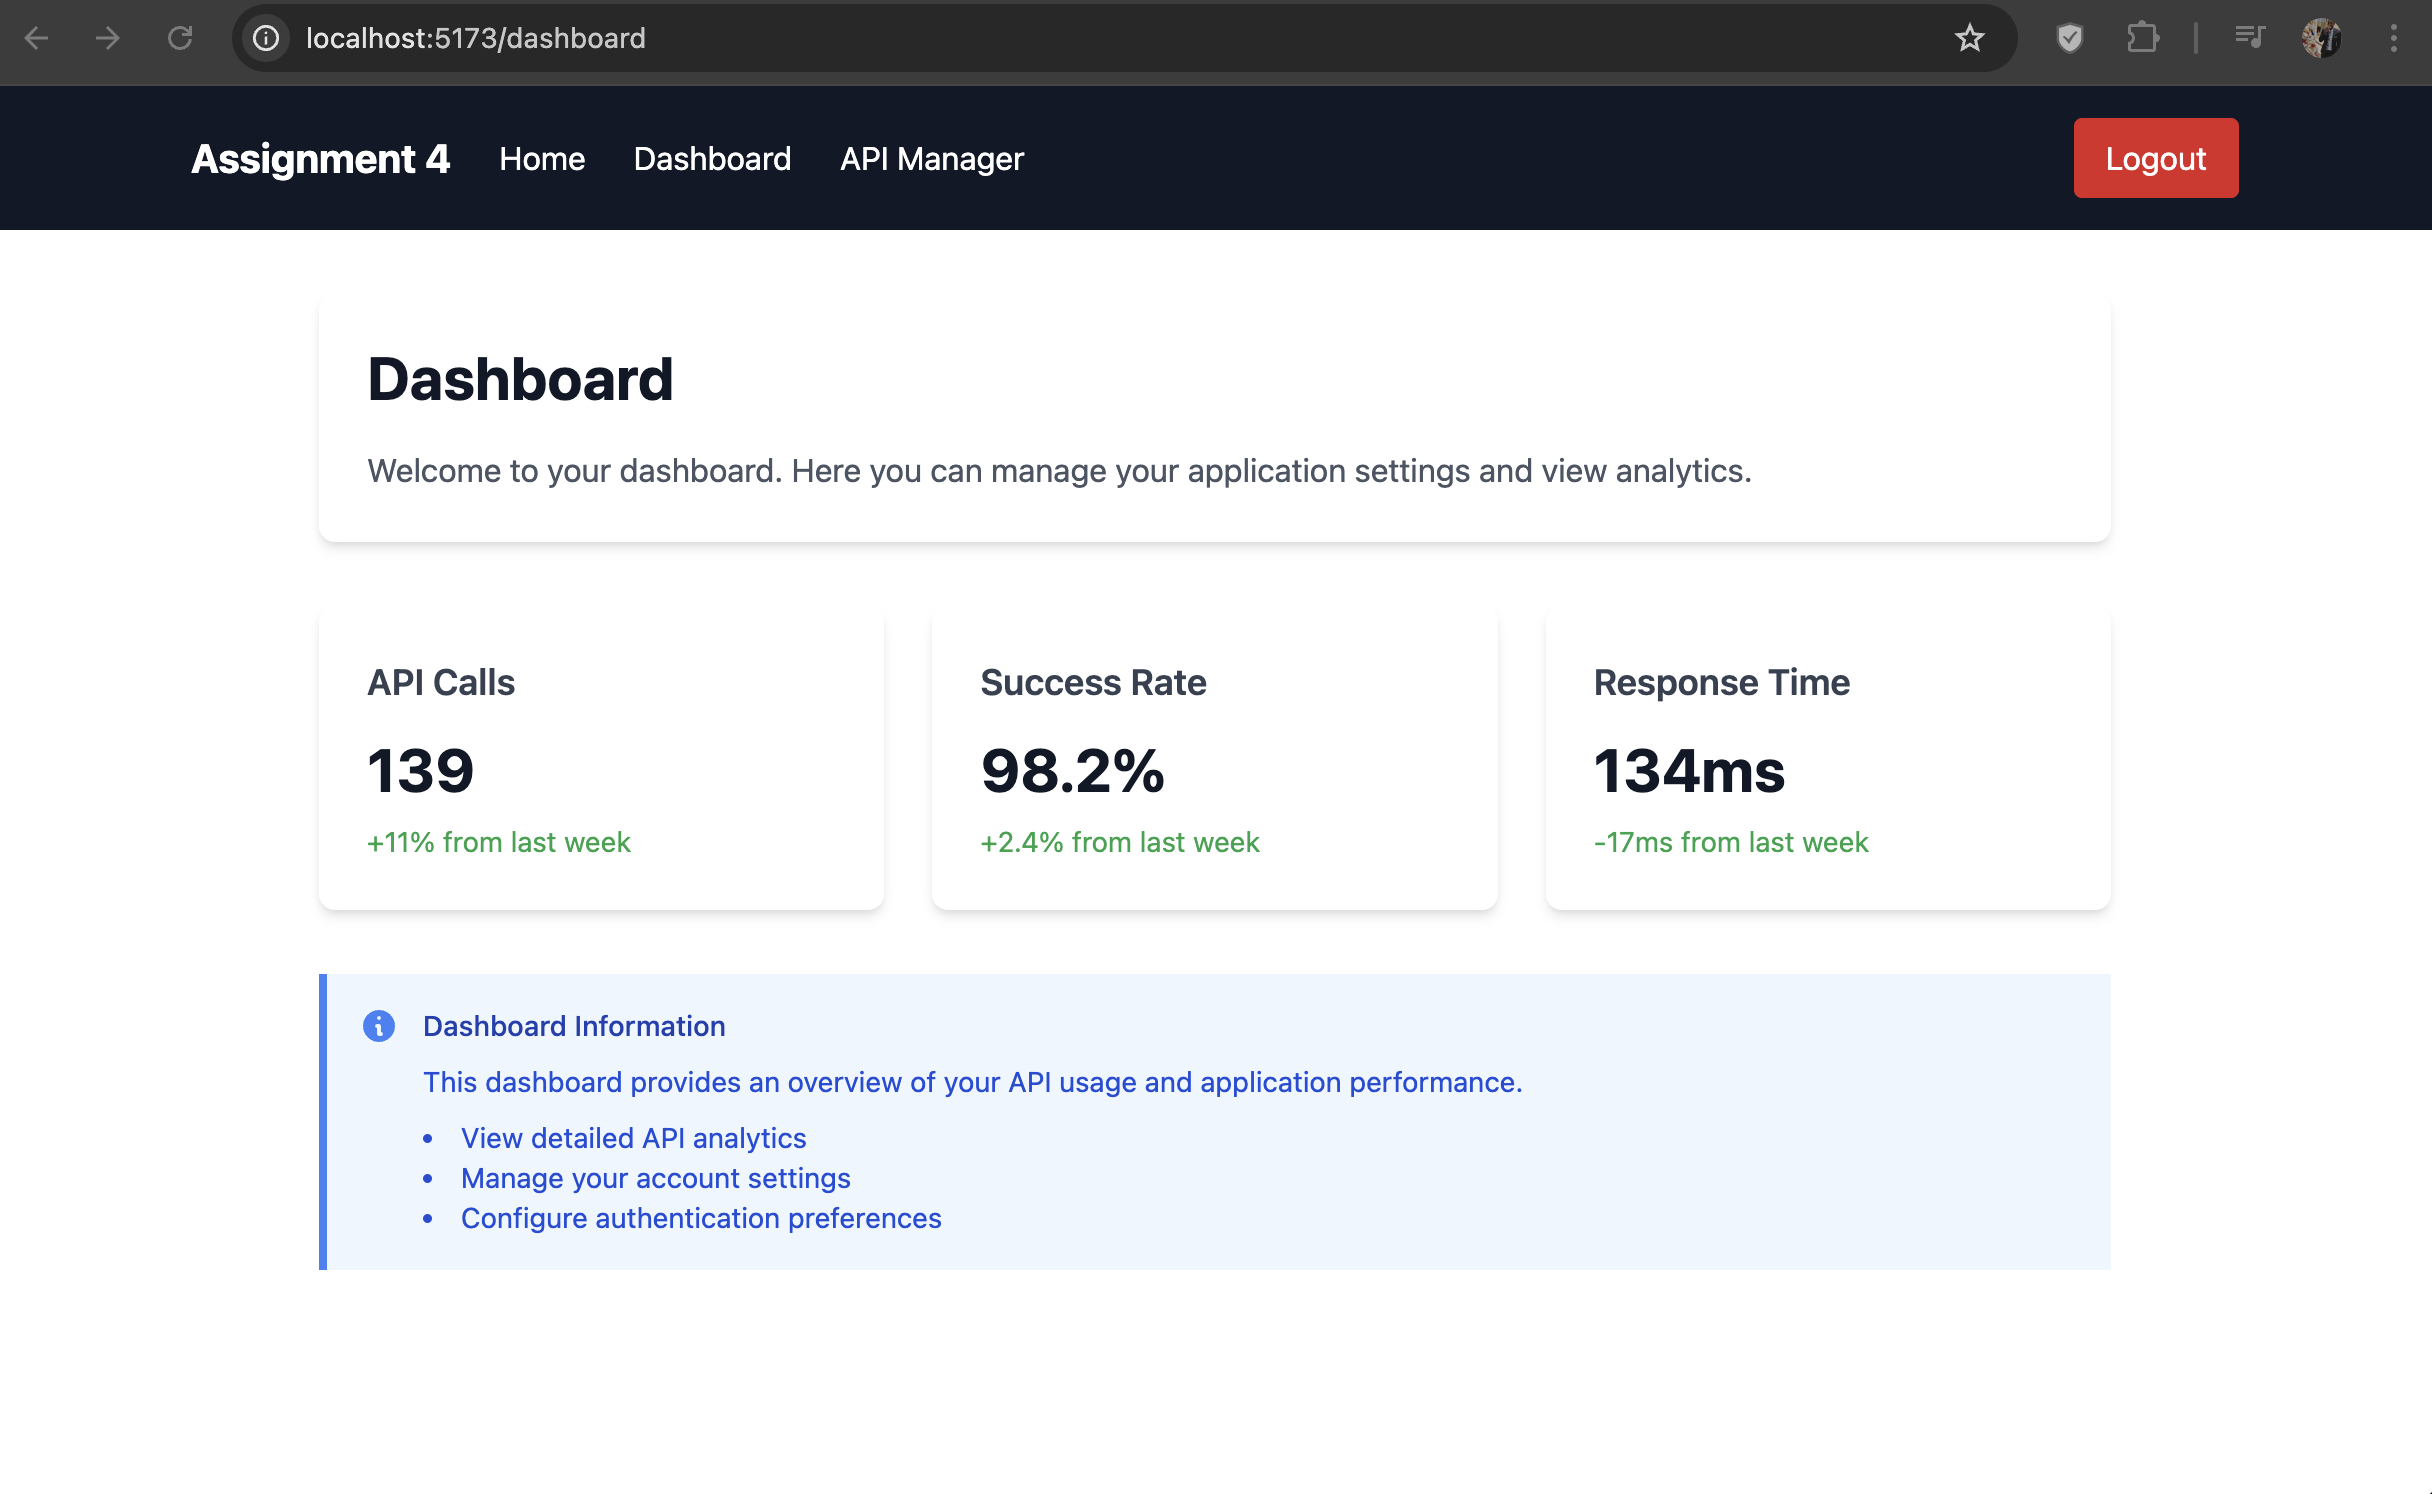 localhost:5173/dashboard
Assignment 4 Home Dashboard API Manager Logout
Dashboard
Welcome to your dashboard. Here you can manage your application settings and view analytics.
API Calls
139
+11% from last week
Success Rate
98.2%
+2.4% from last week
Response Time
134ms
-17ms from last week
Dashboard Information
This dashboard provides an overview of your API usage and application performance.
• View detailed API analytics
• Manage your account settings
• Configure authentication preferences